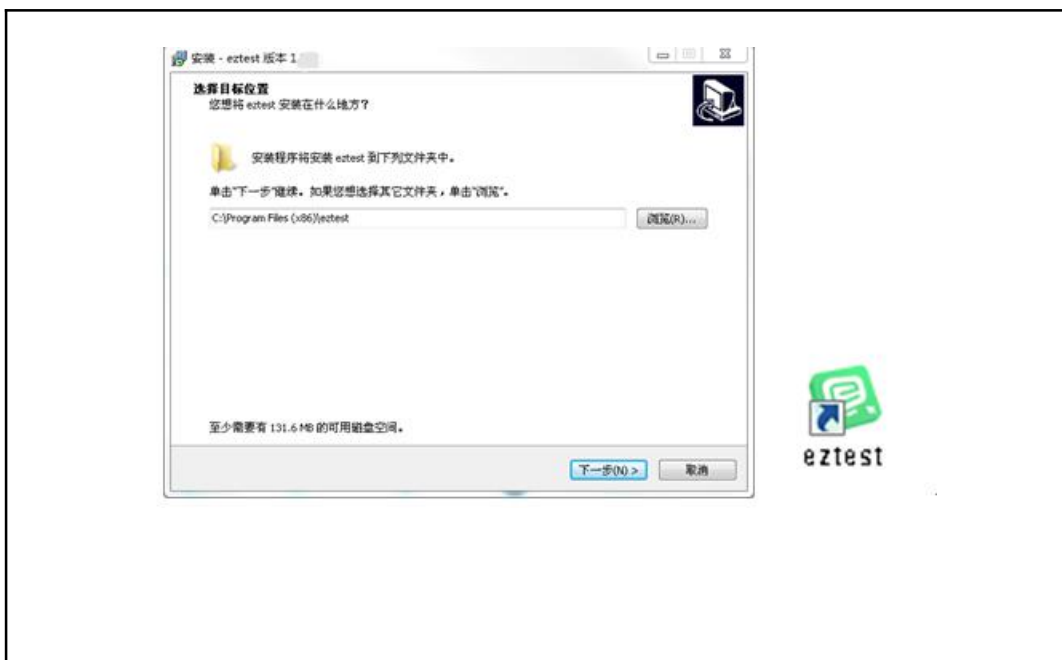 安装 - eztest 版本 1
选择目标位置
您想将 eztest 安装在什么地方?
安装程序将安装 eztest 到下列文件夹中。
单击"下一步"继续。如果您想选择其它文件夹,单击"浏览"。
C:\Program Files (x86)\eztest
浏览(R)...
至少需要有 131.6 MB 的可用磁盘空间。
下一步(N) >
取消
eztest